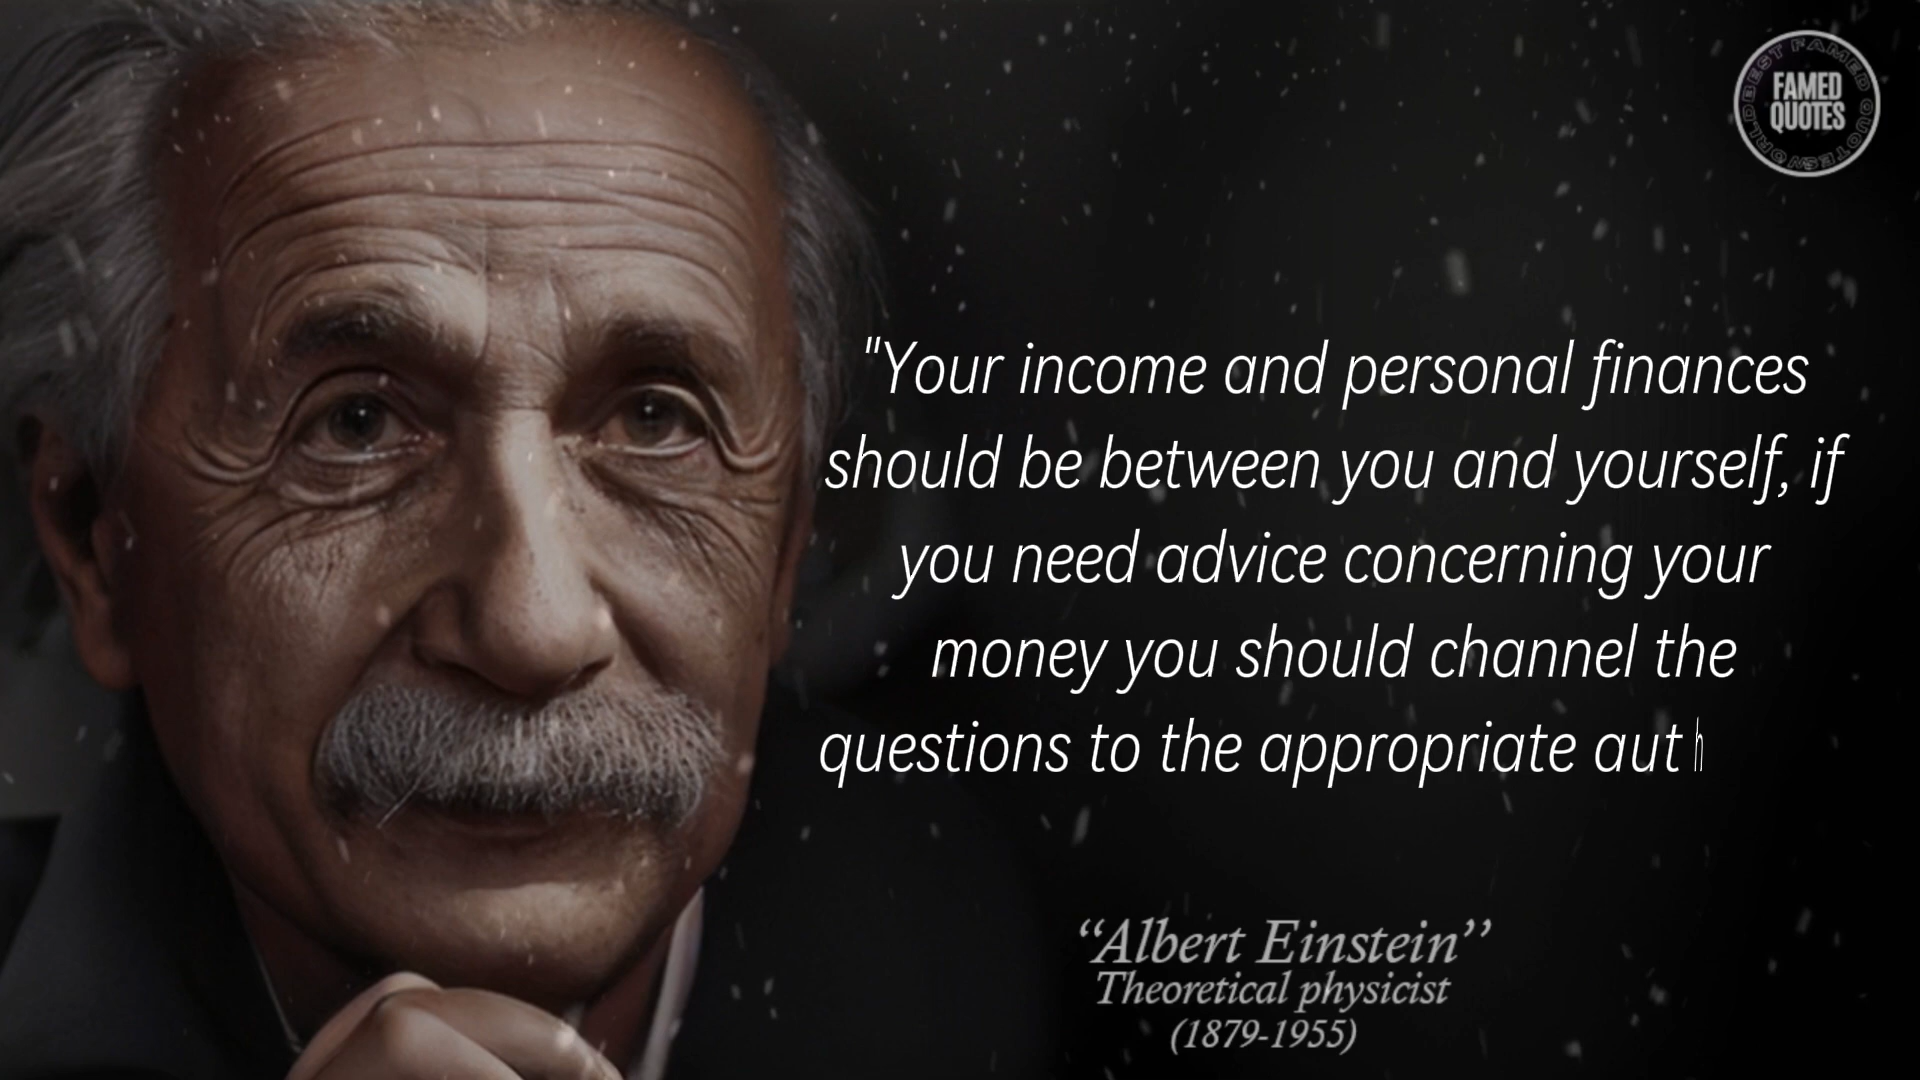 FAMED
QUOTES
"Your income and personal finances
should be between you and yourself, if
you need advice concerning your
money you should channel the
questions to the appropriate aut h
“Albert Einstein”
Theoretical physicist
(1879-1955)